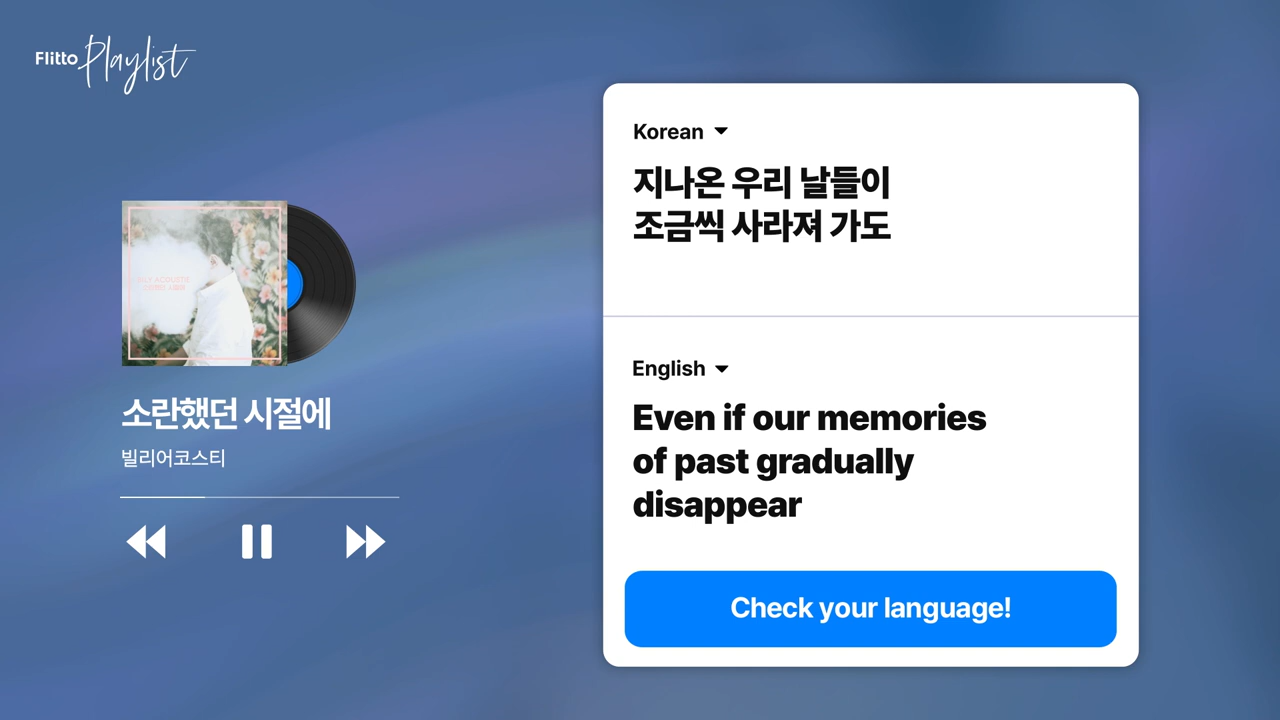 Flitto Playlist
소란했던 시절에
빌리어코스티
Korean
지나온 우리 날들이
조금씩 사라져 가도
English
Even if our memories
of past gradually
disappear
Check your language!